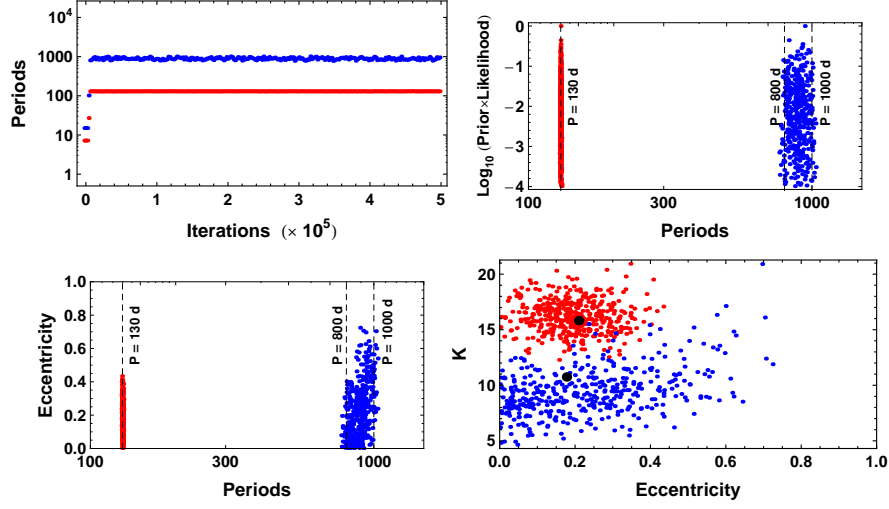 Periods
1000
100
10
1
0
1
2
3
4
5
Iterations (× 10^5)
Log10 (Prior×Likelihood)
0
−1
−2
−3
−4
P = 130 d
P = 800 d
P = 1000 d
100
300
1000
Periods
Eccentricity
1.0
0.8
0.6
0.4
0.2
0.0
P = 130 d
P = 800 d
P = 1000 d
100
300
1000
Periods
K
20
15
10
5
0.0
0.2
0.4
0.6
0.8
1.0
Eccentricity